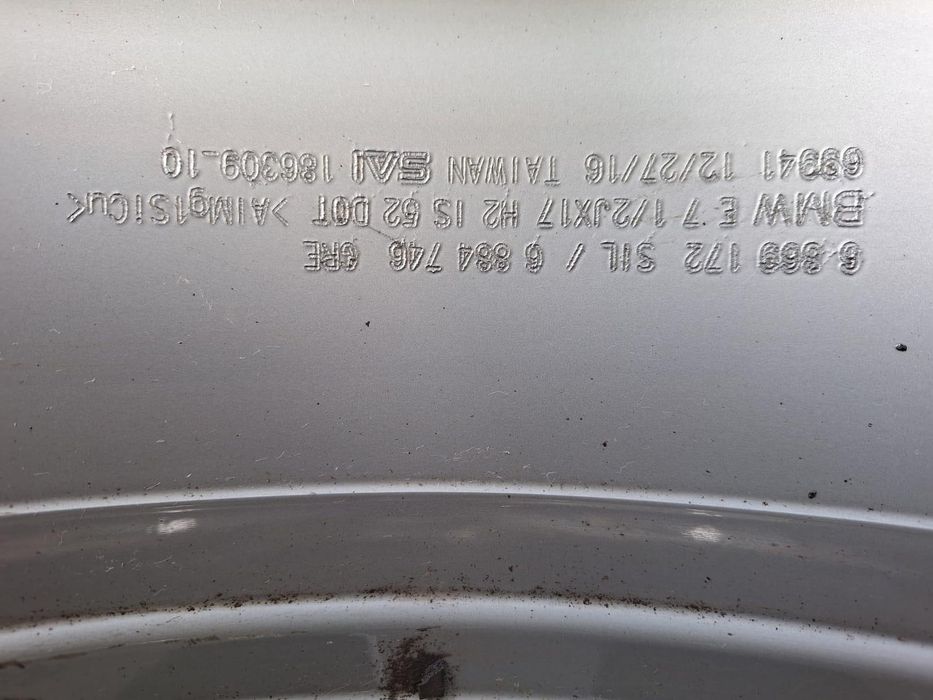 6 869 172 SIL / 6 884 746 GRE
BMW E 7 1/2JX17 H2 IS 52 DOT >AlMg1SiCu<
12/27/16 TAIWAN SAI 186309_10